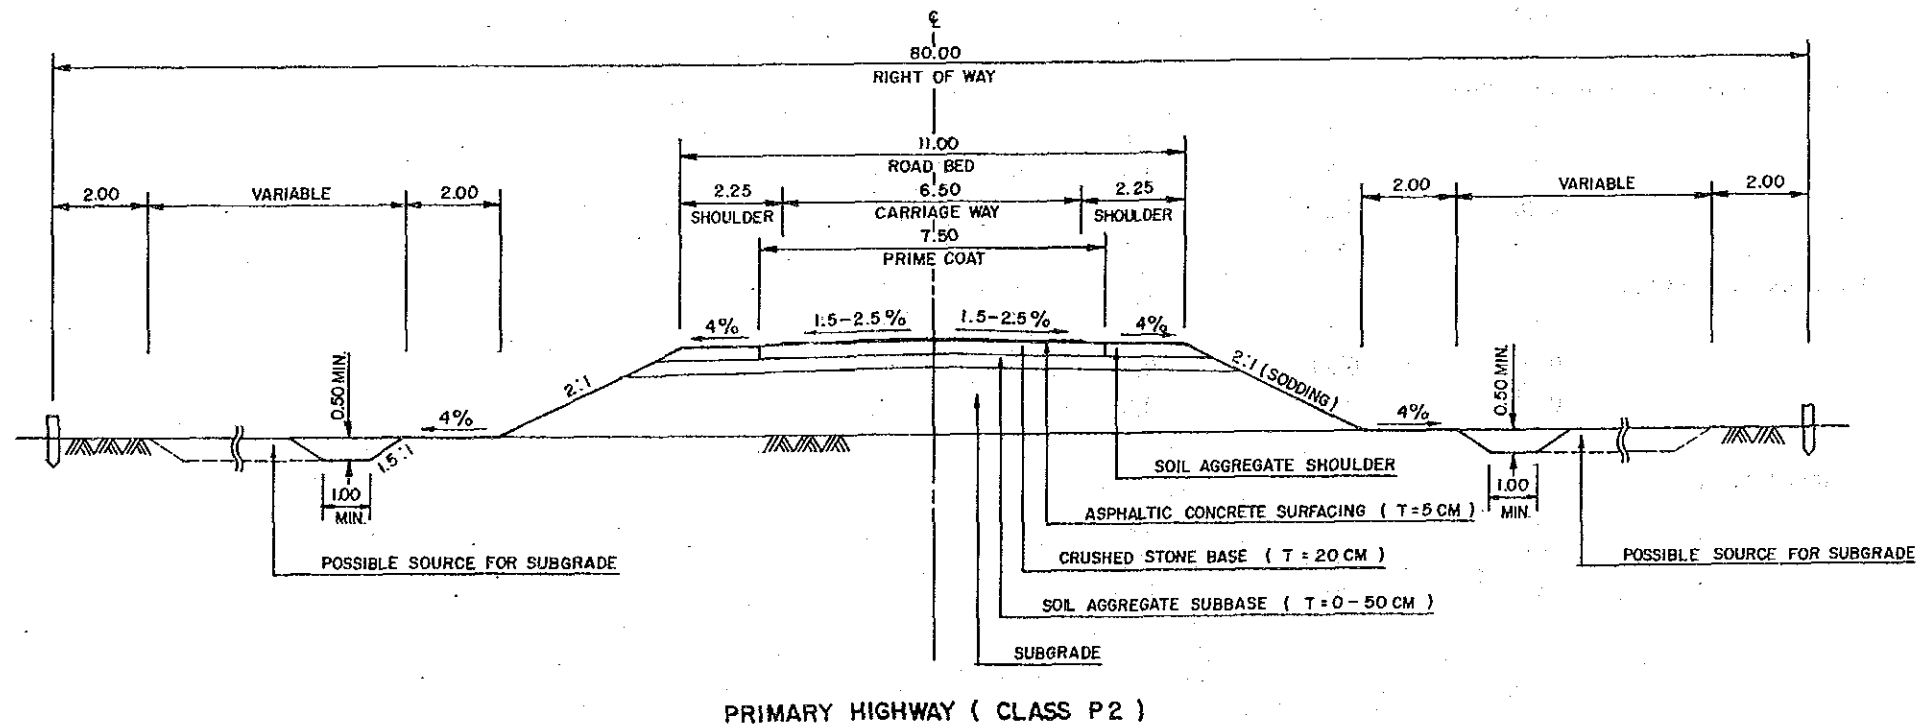 ℄
80.00
RIGHT OF WAY
11.00
ROAD BED
2.00
VARIABLE
2.00
2.25
SHOULDER
6.50
CARRIAGE WAY
2.25
SHOULDER
2.00
VARIABLE
2.00
7.50
PRIME COAT
4%
1.5-2.5%
1.5-2.5%
4%
0.50 MIN.
2:1
2:1 (SODDING)
0.50 MIN.
4%
4%
1.5:1
1.00
MIN.
1.00
MIN.
SOIL AGGREGATE SHOULDER
ASPHALTIC CONCRETE SURFACING ( T=5 CM )
CRUSHED STONE BASE ( T = 20 CM )
SOIL AGGREGATE SUBBASE ( T=0-50 CM )
SUBGRADE
POSSIBLE SOURCE FOR SUBGRADE
POSSIBLE SOURCE FOR SUBGRADE
PRIMARY HIGHWAY ( CLASS P2 )